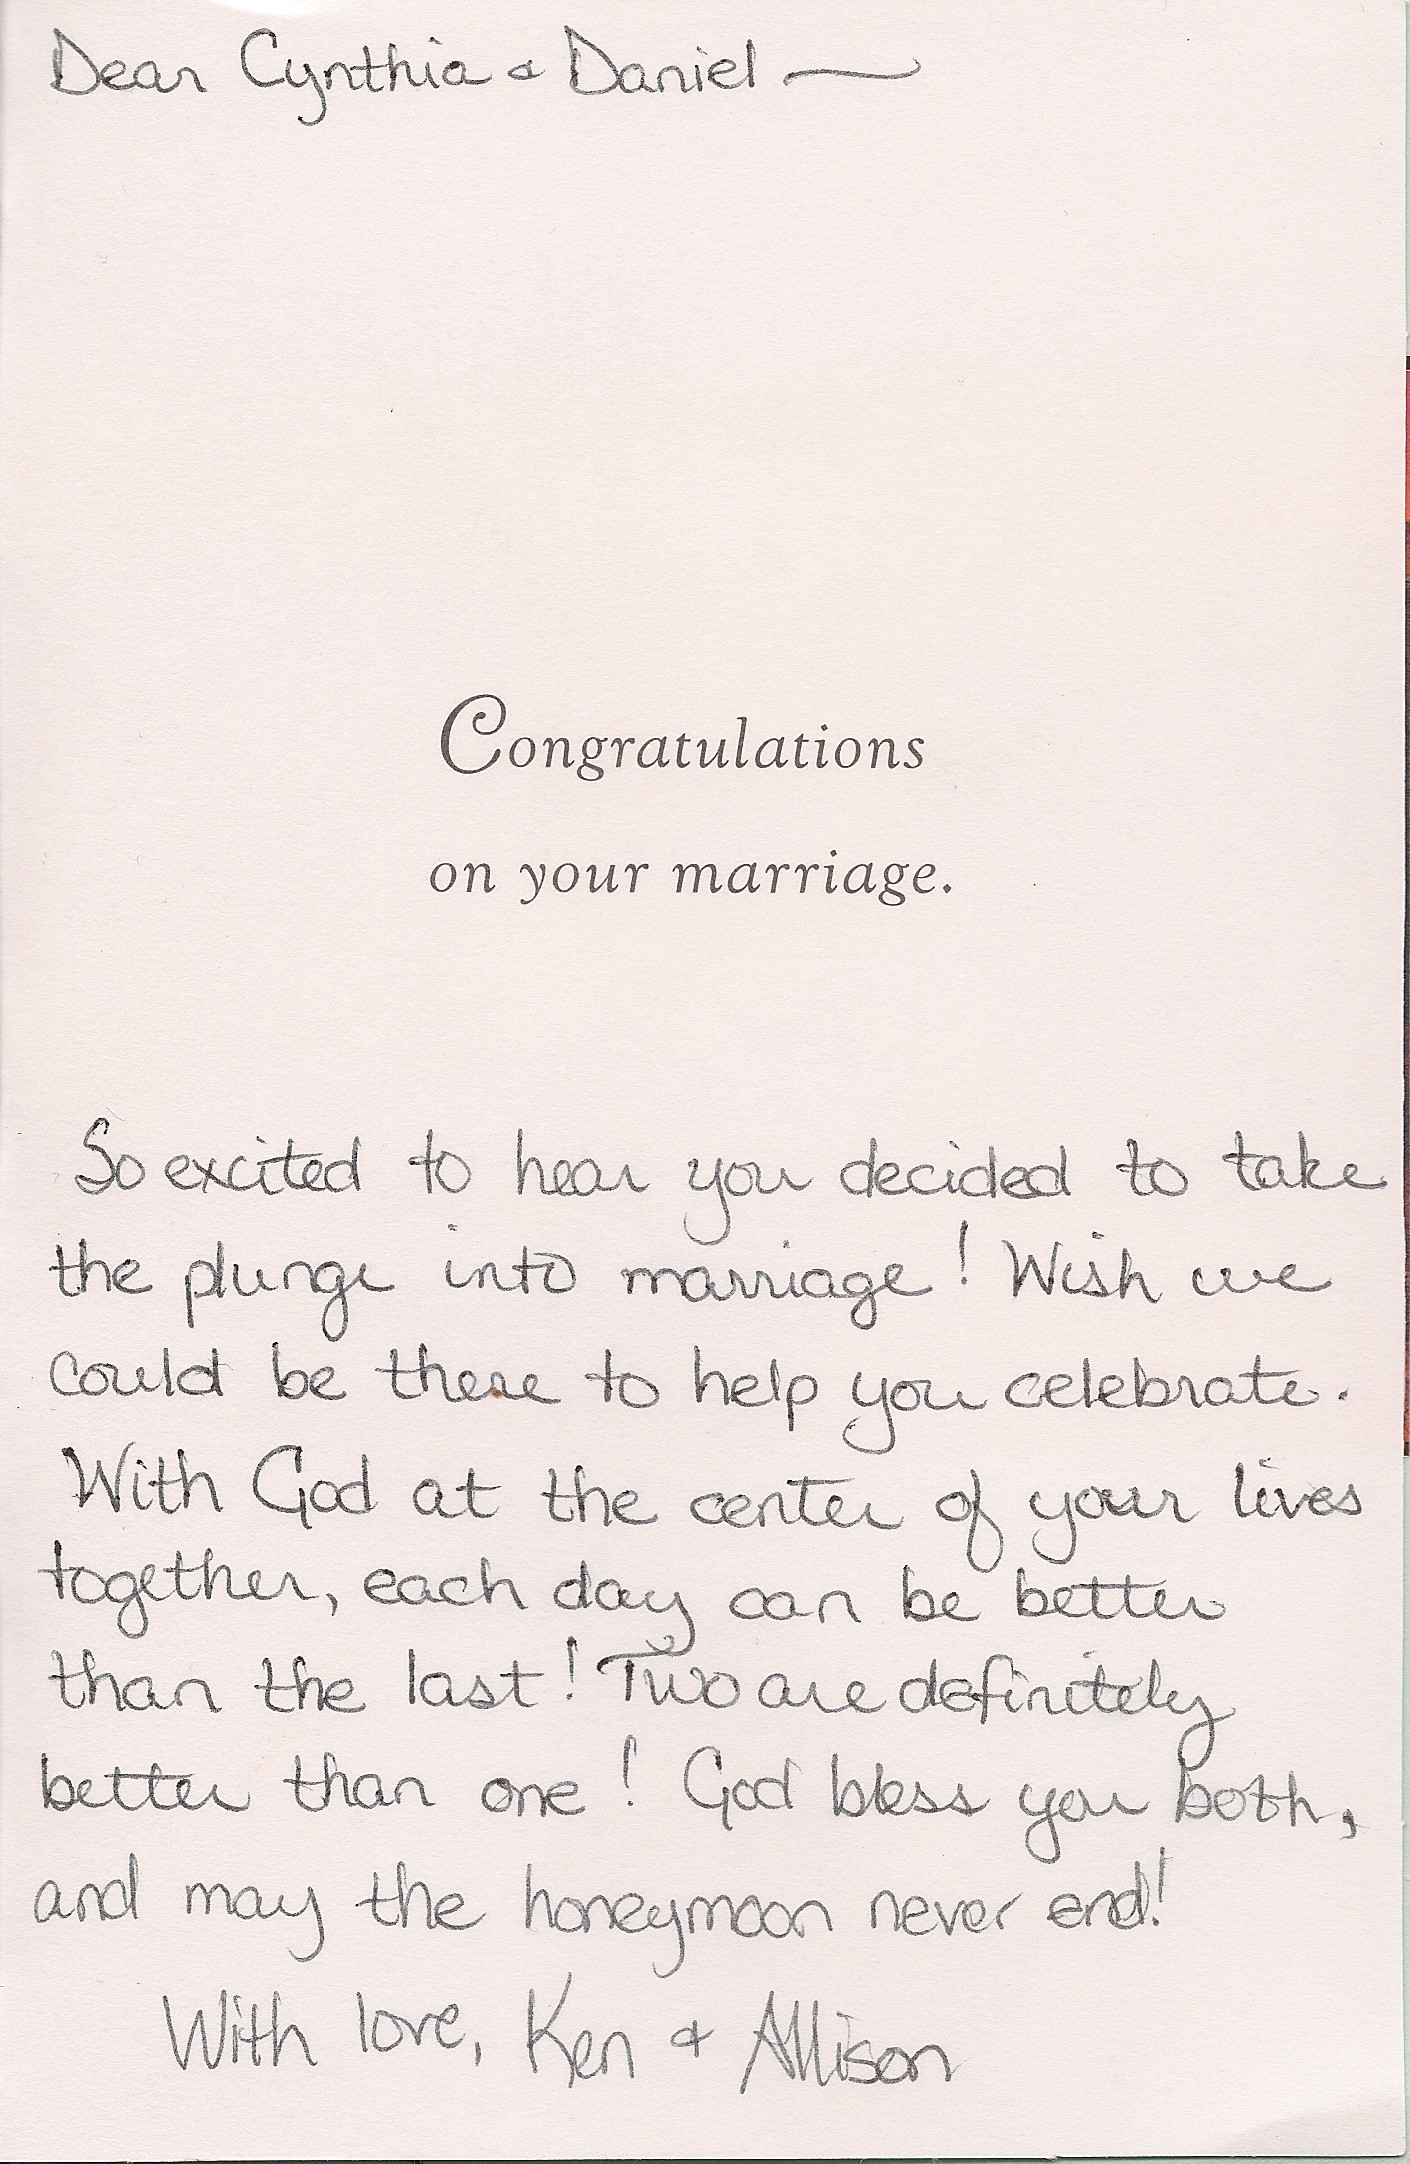 Dear Cynthia & Daniel —
Congratulations
on your marriage.
So excited to hear you decided to take
the plunge into marriage! Wish we
could be there to help you celebrate.
With God at the center of your lives
together, each day can be better
than the last! Two are definitely
better than one! God bless you both,
and may the honeymoon never end!
With love, Ken & Allison